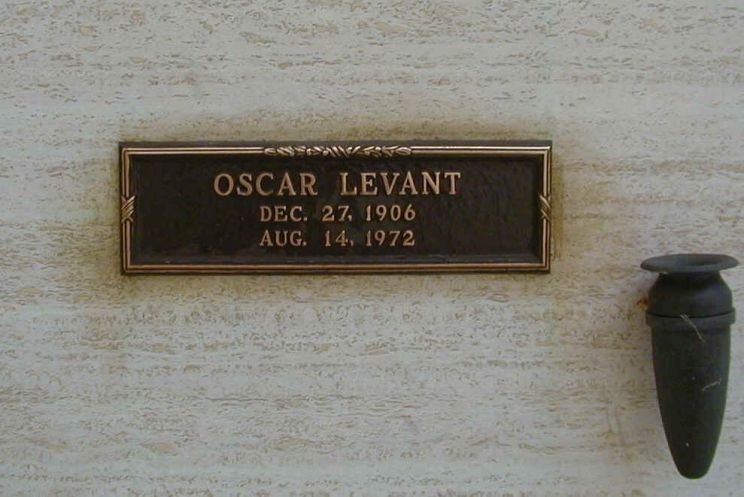 OSCAR LEVANT
DEC. 27, 1906
AUG. 14, 1972